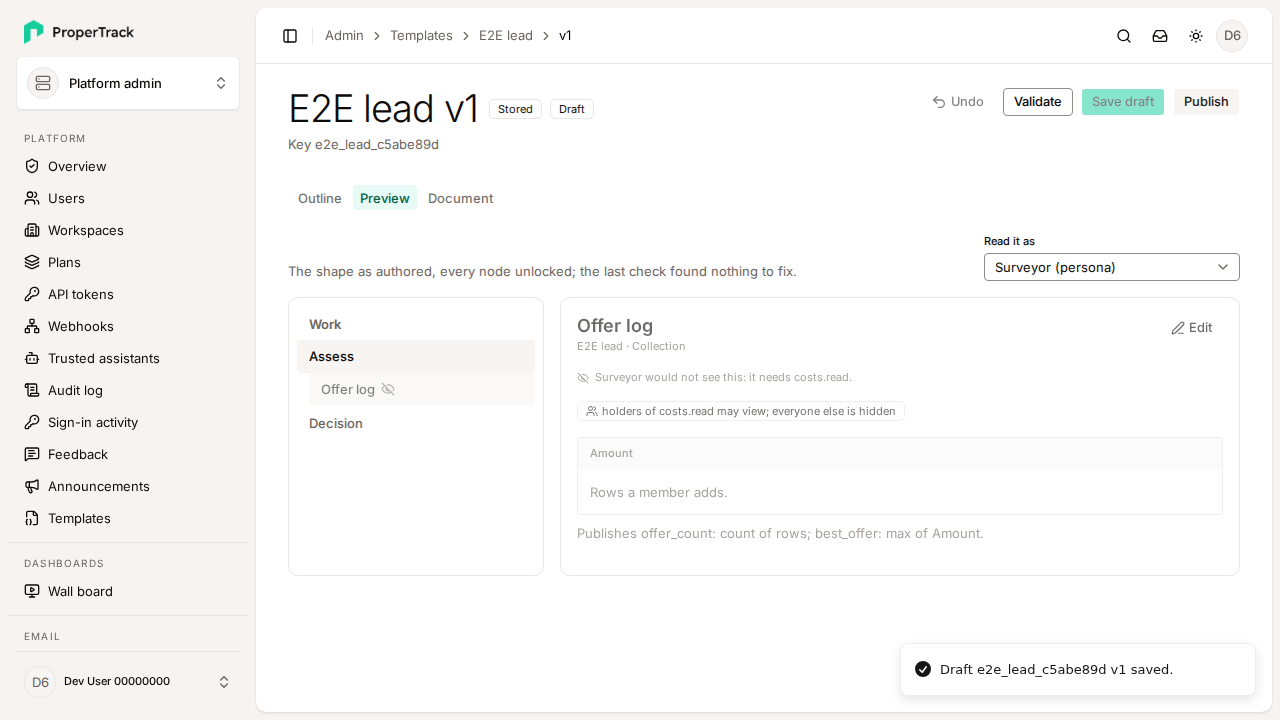 ProperTrack
Platform admin
PLATFORM
Overview
Users
Workspaces
Plans
API tokens
Webhooks
Trusted assistants
Audit log
Sign-in activity
Feedback
Announcements
Templates
DASHBOARDS
Wall board
EMAIL
D6 Dev User 00000000
Admin > Templates > E2E lead > v1
D6
E2E lead v1 Stored Draft
Undo Validate Save draft Publish
Key e2e_lead_c5abe89d
Outline Preview Document
Read it as
The shape as authored, every node unlocked; the last check found nothing to fix.
Surveyor (persona)
Work
Assess
Offer log
Decision
Offer log
Edit
E2E lead · Collection
Surveyor would not see this: it needs costs.read.
holders of costs.read may view; everyone else is hidden
Amount
Rows a member adds.
Publishes offer_count: count of rows; best_offer: max of Amount.
Draft e2e_lead_c5abe89d v1 saved.